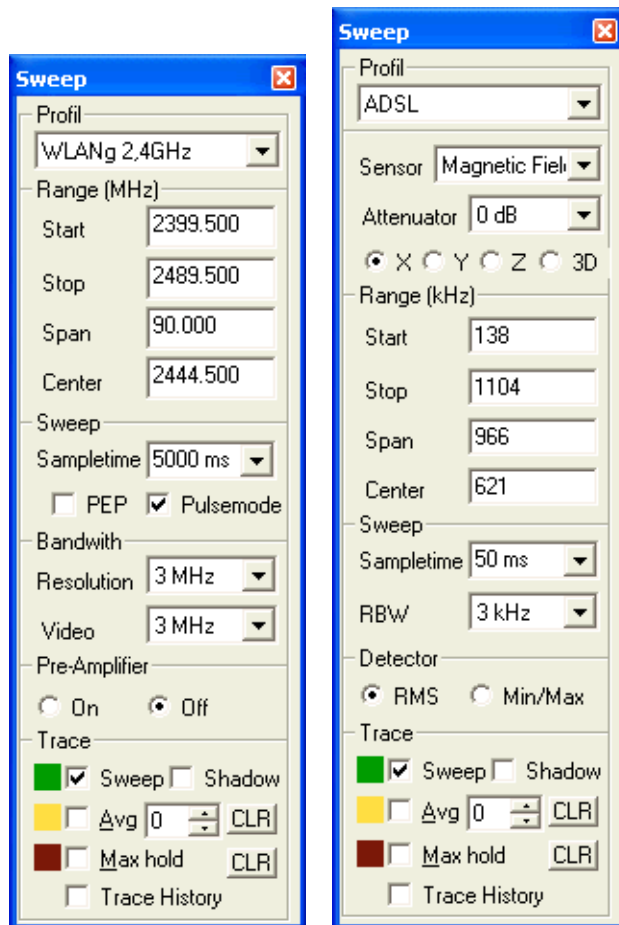 Sweep
Profil
WLANg 2,4GHz
Range (MHz)
Start 2399.500
Stop 2489.500
Span 90.000
Center 2444.500
Sweep
Sampletime 5000 ms
PEP Pulsemode
Bandwith
Resolution 3 MHz
Video 3 MHz
Pre-Amplifier
On Off
Trace
Sweep Shadow
Avg 0 CLR
Max hold CLR
Trace History
Sweep
Profil
ADSL
Sensor Magnetic Fiel
Attenuator 0 dB
X Y Z 3D
Range (kHz)
Start 138
Stop 1104
Span 966
Center 621
Sweep
Sampletime 50 ms
RBW 3 kHz
Detector
RMS Min/Max
Trace
Sweep Shadow
Avg 0 CLR
Max hold CLR
Trace History